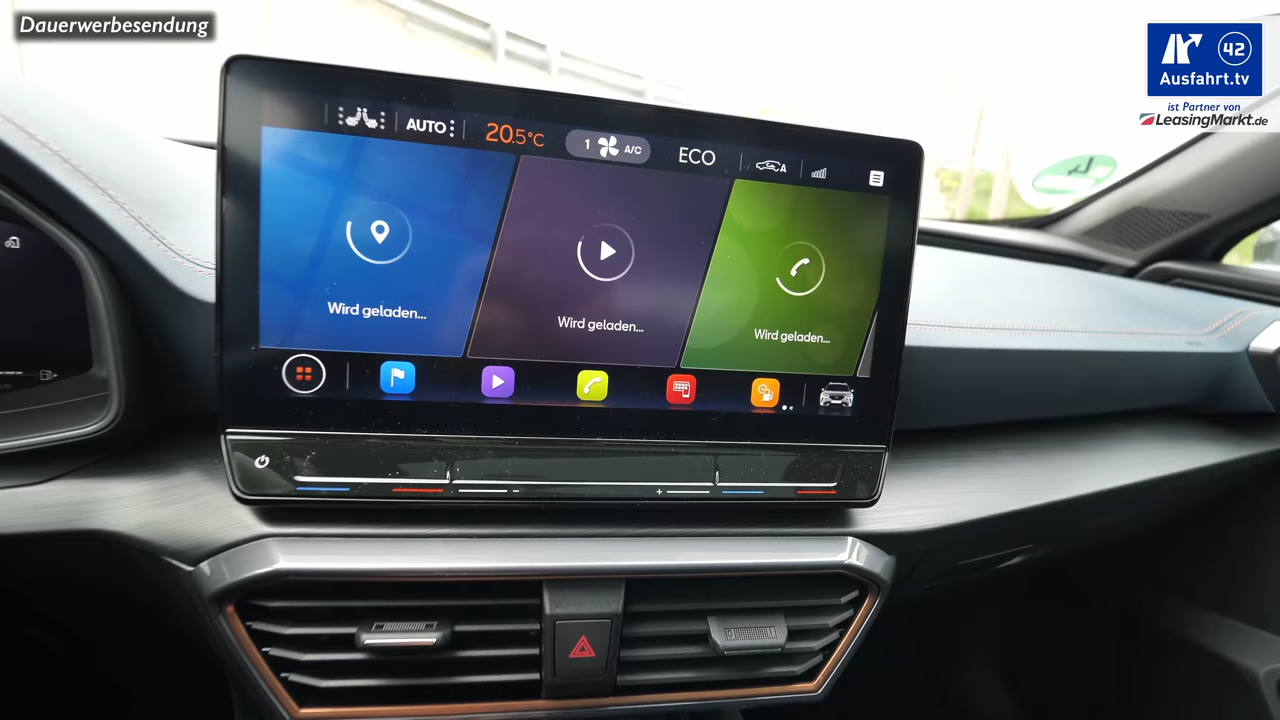 Dauerwerbesendung
42
Ausfahrt.tv
ist Partner von
LeasingMarkt.de
AUTO
20.5°C
1
A/C
ECO
A
Wird geladen...
Wird geladen...
Wird geladen...
- +